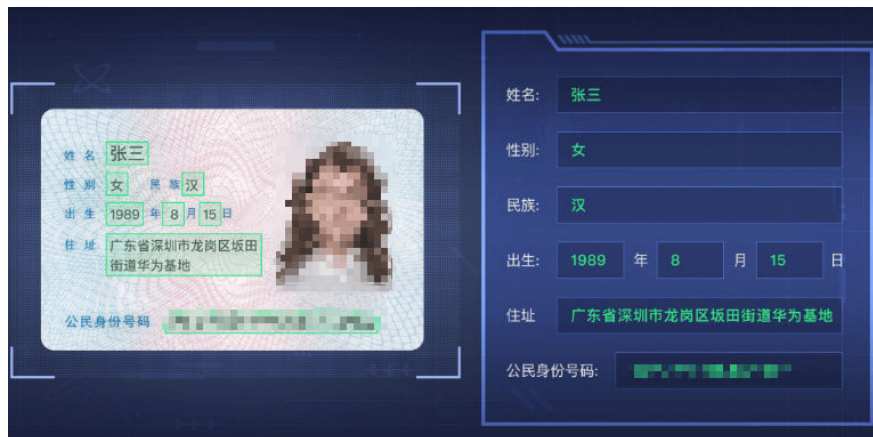 姓名 张三
性别 女 民族 汉
出生 1989 年 8 月 15 日
住址 广东省深圳市龙岗区坂田
街道华为基地
公民身份号码
姓名: 张三
性别: 女
民族: 汉
出生: 1989 年 8 月 15 日
住址 广东省深圳市龙岗区坂田街道华为基地
公民身份号码: